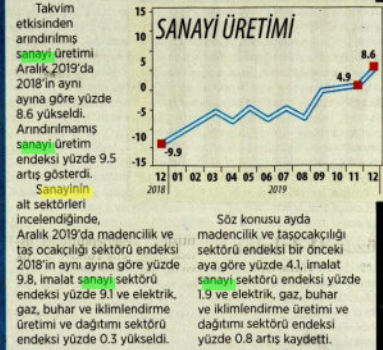 Takvim
etkisinden
arındırılmış
sanayi üretimi
Aralık 2019'da
2018'in aynı
ayına göre yüzde
8.6 yükseldi.
Arındırılmamış
sanayi üretim
endeksi yüzde 9.5
artış gösterdi.
Sanayinin
alt sektörleri
incelendiğinde,
Aralık 2019'da madencilik ve
taş ocakçılığı sektörü endeksi
2018'in aynı ayına göre yüzde
9.8, imalat sanayi sektörü
endeksi yüzde 9.1 ve elektrik,
gaz, buhar ve iklimlendirme
üretimi ve dağıtımı sektörü
endeksi yüzde 0.3 yükseldi.
SANAYİ ÜRETİMİ
15
10
5
0
-5
-10
-15
-9.9
4.9
8.6
12 01 02 03 04 05 06 07 08 09 10 11 12
2018 2019
Söz konusu ayda
madencilik ve taşocakçılığı
sektörü endeksi bir önceki
aya göre yüzde 4.1, imalat
sanayi sektörü endeksi yüzde
1.9 ve elektrik, gaz, buhar
ve iklimlendirme üretimi ve
dağıtımı sektörü endeksi
yüzde 0.8 artış kaydetti.